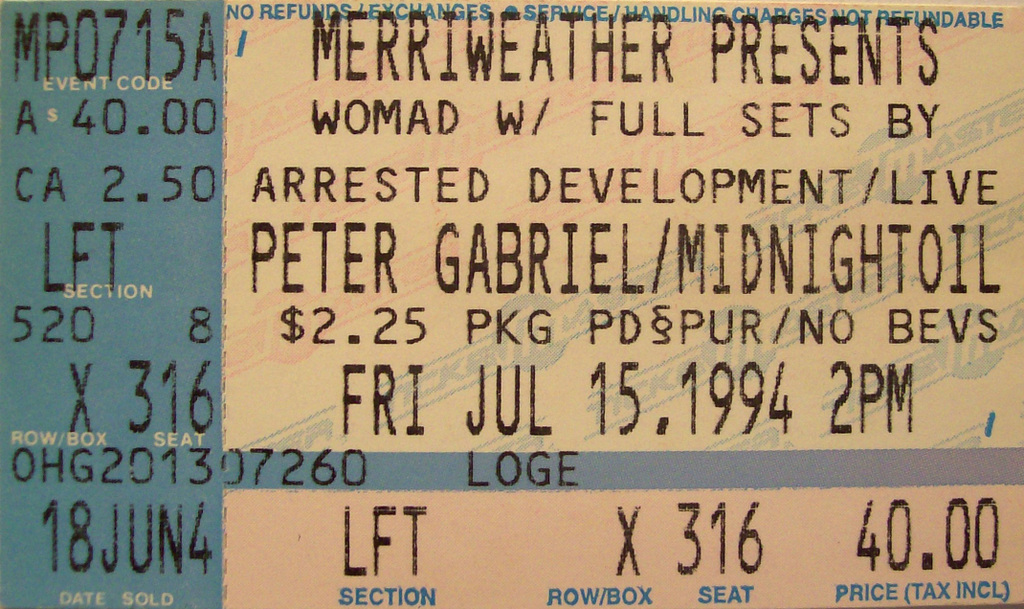 NO REFUNDS/EXCHANGES ● SERVICE/HANDLING CHARGES NOT REFUNDABLE
MP0715A
EVENT CODE
A $ 40.00
CA 2.50
LFT
SECTION
520 8
X 316
ROW/BOX SEAT
OHG201307260 LOGE
18JUN4
DATE SOLD
MERRIWEATHER PRESENTS
WOMAD W/ FULL SETS BY
ARRESTED DEVELOPMENT/LIVE
PETER GABRIEL/MIDNIGHTOIL
$2.25 PKG PD§PUR/NO BEVS
FRI JUL 15.1994 2PM
LFT X 316 40.00
SECTION ROW/BOX SEAT PRICE (TAX INCL)